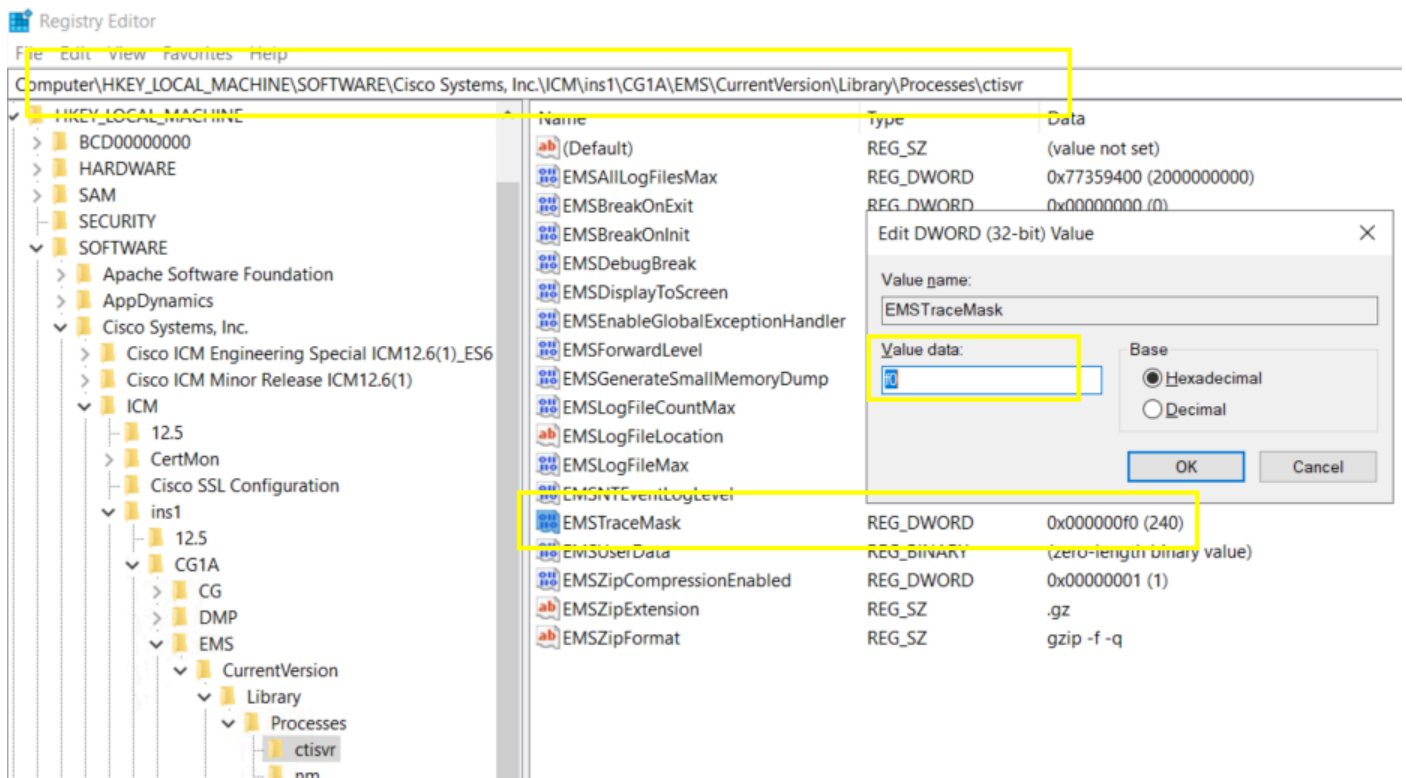 Registry Editor
File Edit View Favorites Help
Computer\HKEY_LOCAL_MACHINE\SOFTWARE\Cisco Systems, Inc.\ICM\ins1\CG1A\EMS\CurrentVersion\Library\Processes\ctisvr
HKEY_LOCAL_MACHINE
BCD00000000
HARDWARE
SAM
SECURITY
SOFTWARE
Apache Software Foundation
AppDynamics
Cisco Systems, Inc.
Cisco ICM Engineering Special ICM12.6(1)_ES6
Cisco ICM Minor Release ICM12.6(1)
ICM
12.5
CertMon
Cisco SSL Configuration
ins1
12.5
CG1A
CG
DMP
EMS
CurrentVersion
Library
Processes
ctisvr
nm
Name Type Data
(Default) REG_SZ (value not set)
EMSAllLogFilesMax REG_DWORD 0x77359400 (2000000000)
EMSBreakOnExit REG_DWORD 0x00000000 (0)
EMSBreakOnInit
EMSDebugBreak
EMSDisplayToScreen
EMSEnableGlobalExceptionHandler
EMSForwardLevel
EMSGenerateSmallMemoryDump
EMSLogFileCountMax
EMSLogFileLocation
EMSLogFileMax
EMSNTEventLogLevel
EMSTraceMask REG_DWORD 0x000000f0 (240)
EMSUserData REG_BINARY (zero-length binary value)
EMSZipCompressionEnabled REG_DWORD 0x00000001 (1)
EMSZipExtension REG_SZ .gz
EMSZipFormat REG_SZ gzip -f -q
Edit DWORD (32-bit) Value
Value name:
EMSTraceMask
Value data:
f0
Base
Hexadecimal
Decimal
OK Cancel